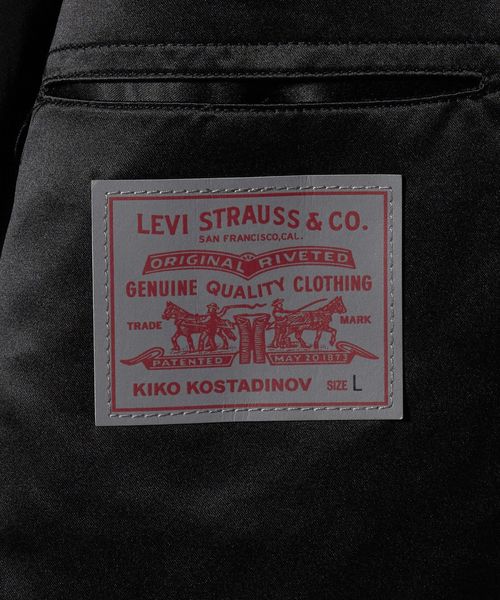 LEVI STRAUSS & CO.
SAN FRANCISCO, CAL.
ORIGINAL RIVETED
GENUINE QUALITY CLOTHING
TRADE MARK
PATENTED MAY 20 1873
KIKO KOSTADINOV SIZE L